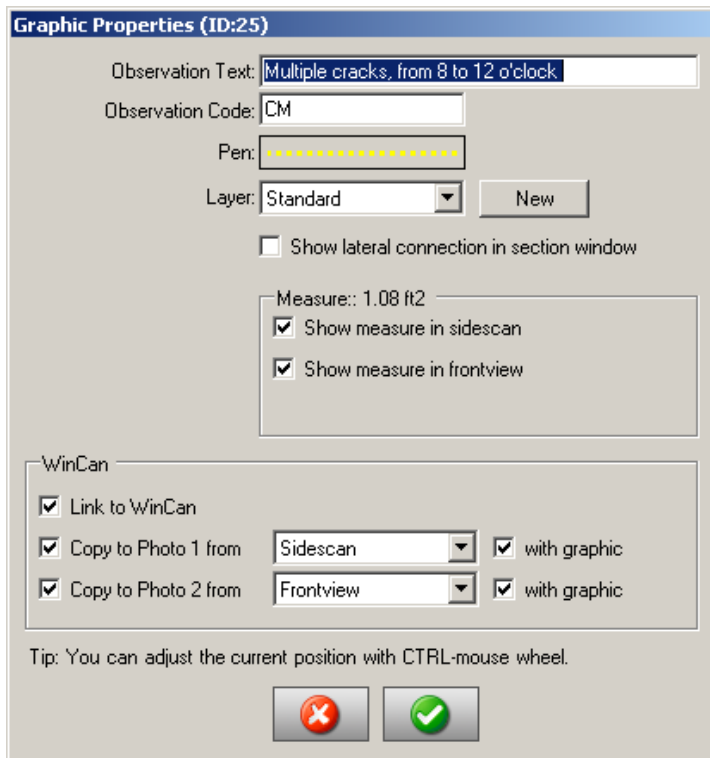 Graphic Properties (ID:25)
Observation Text: Multiple cracks, from 8 to 12 o'clock
Observation Code: CM
Pen:
Layer: Standard New
Show lateral connection in section window
Measure:: 1.08 ft2
Show measure in sidescan
Show measure in frontview
WinCan
Link to WinCan
Copy to Photo 1 from Sidescan with graphic
Copy to Photo 2 from Frontview with graphic
Tip: You can adjust the current position with CTRL-mouse wheel.